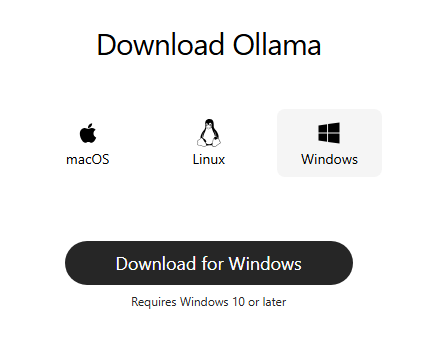 Download Ollama
macOS
Linux
Windows
Download for Windows
Requires Windows 10 or later